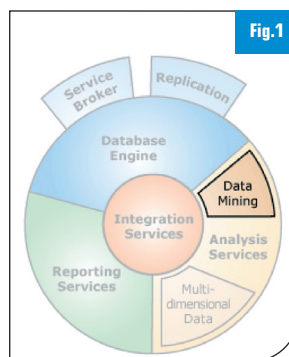 Fig.1
Service
Broker
Replication
Database
Engine
Data
Mining
Integration
Services
Analysis
Services
Reporting
Services
Multi-
dimensional
Data